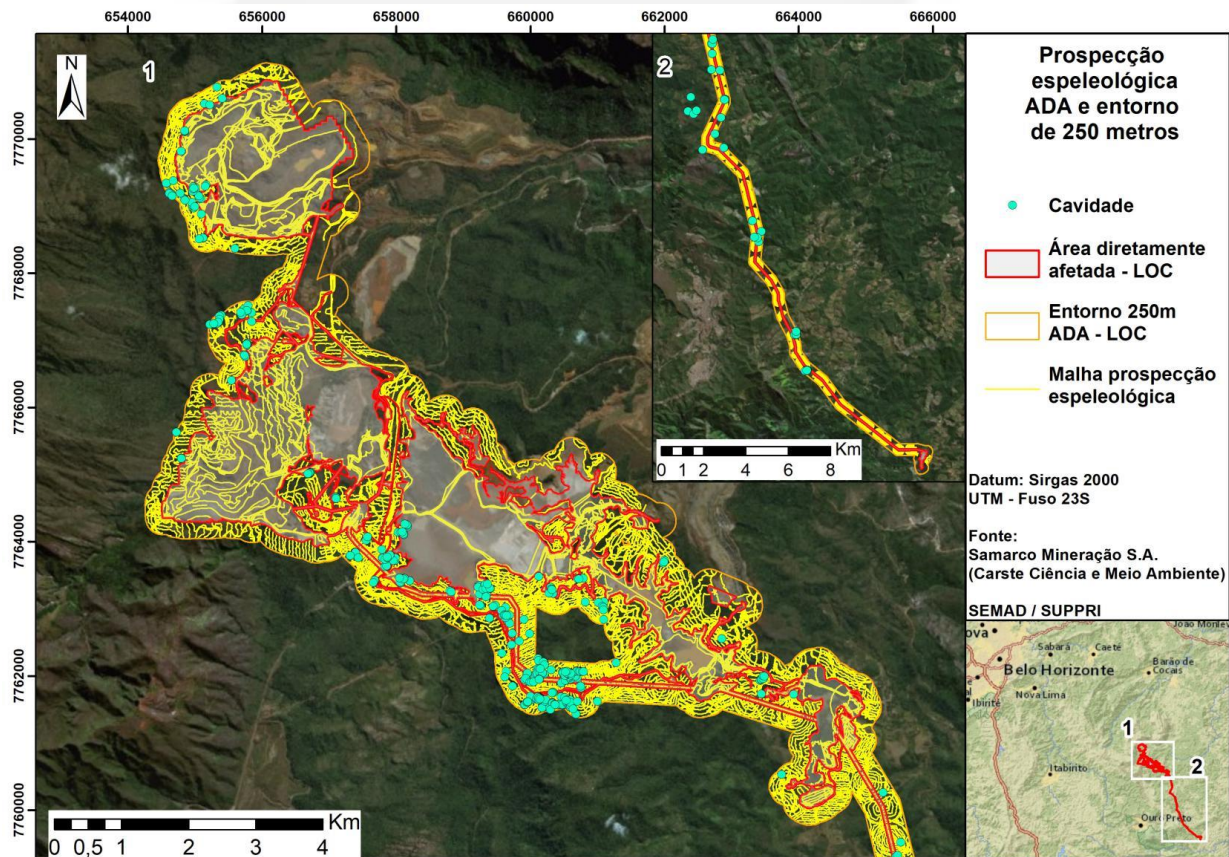 654000
656000
658000
660000
662000
664000
666000
7770000
7768000
7766000
7764000
7762000
7760000
N
1
0 0,5 1 2 3 4 Km
2
0 1 2 4 6 8 Km
Prospecção
espeleológica
ADA e entorno
de 250 metros
Cavidade
Área diretamente
afetada - LOC
Entorno 250m
ADA - LOC
Malha prospecção
espeleológica
Datum: Sirgas 2000
UTM - Fuso 23S
Fonte:
Samarco Mineração S.A.
(Carste Ciência e Meio Ambiente)
SEMAD / SUPPRI
ova
João Monlev
Sabará
Caeté
Belo Horizonte
Barão de
Cocais
Nova Lima
Ibirité
1
2
Itabirito
Ouro Preto